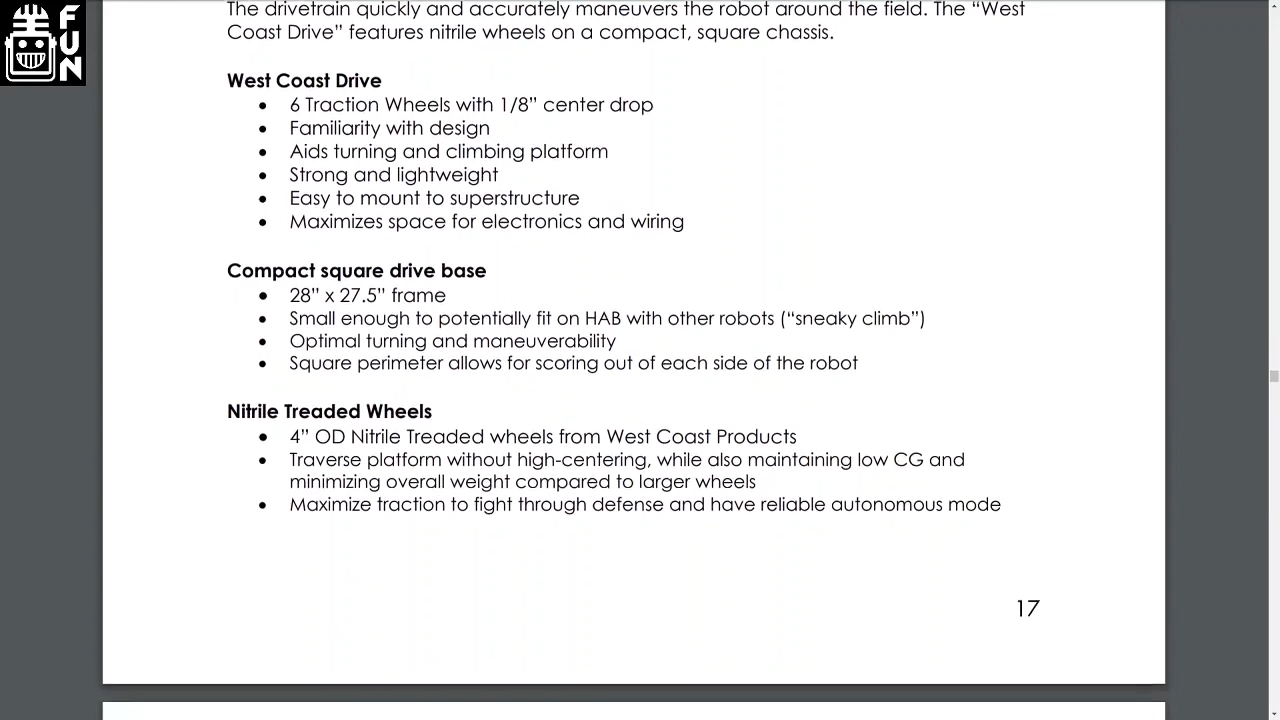 FUN
The drivetrain quickly and accurately maneuvers the robot around the field. The “West
Coast Drive” features nitrile wheels on a compact, square chassis.
West Coast Drive
• 6 Traction Wheels with 1/8” center drop
• Familiarity with design
• Aids turning and climbing platform
• Strong and lightweight
• Easy to mount to superstructure
• Maximizes space for electronics and wiring
Compact square drive base
• 28” x 27.5” frame
• Small enough to potentially fit on HAB with other robots (“sneaky climb”)
• Optimal turning and maneuverability
• Square perimeter allows for scoring out of each side of the robot
Nitrile Treaded Wheels
• 4” OD Nitrile Treaded wheels from West Coast Products
• Traverse platform without high-centering, while also maintaining low CG and
minimizing overall weight compared to larger wheels
• Maximize traction to fight through defense and have reliable autonomous mode
17